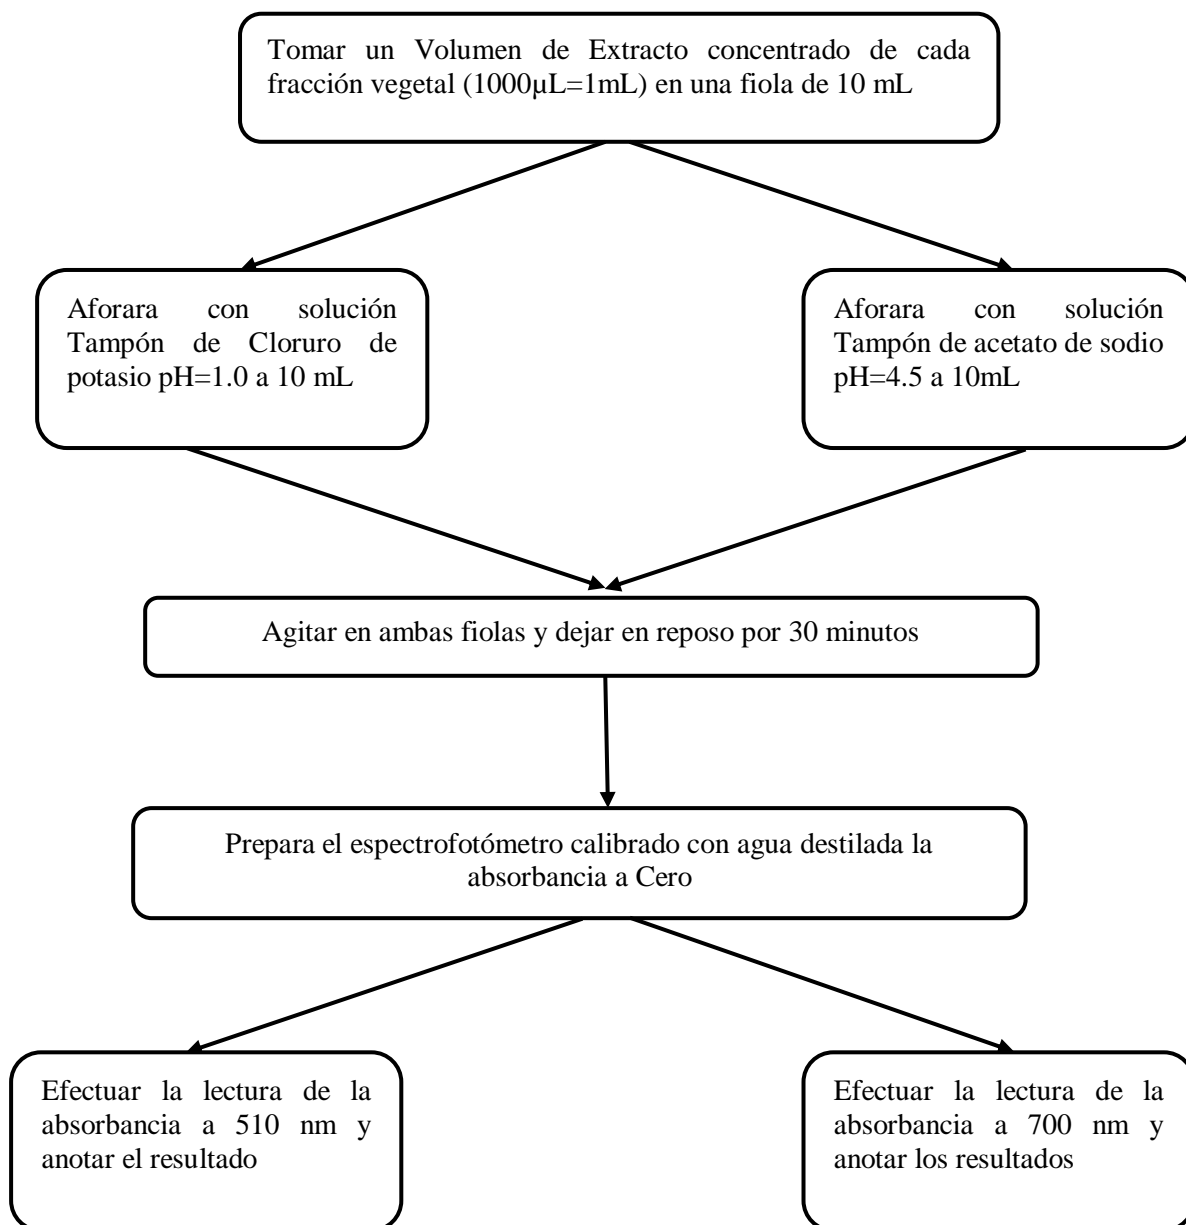 Tomar un Volumen de Extracto concentrado de cada
fracción vegetal (1000µL=1mL) en una fiola de 10 mL
Aforara con solución
Tampón de Cloruro de
potasio pH=1.0 a 10 mL
Aforara con solución
Tampón de acetato de sodio
pH=4.5 a 10mL
Agitar en ambas fiolas y dejar en reposo por 30 minutos
Prepara el espectrofotómetro calibrado con agua destilada la
absorbancia a Cero
Efectuar la lectura de la
absorbancia a 510 nm y
anotar el resultado
Efectuar la lectura de la
absorbancia a 700 nm y
anotar los resultados